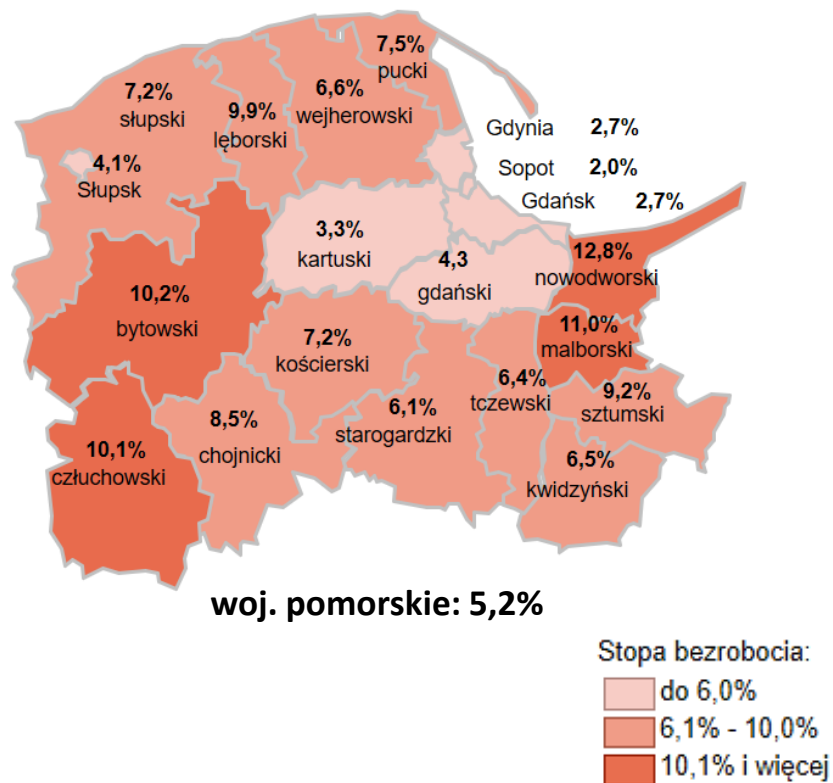 7,5%
pucki
7,2%
słupski
9,9%
lęborski
6,6%
wejherowski
Gdynia 2,7%
Sopot 2,0%
Gdańsk 2,7%
4,1%
Słupsk
3,3%
kartuski
4,3
gdański
12,8%
nowodworski
10,2%
bytowski
7,2%
kościerski
11,0%
malborski
6,4%
tczewski
9,2%
sztumski
8,5%
chojnicki
6,1%
starogardzki
10,1%
człuchowski
6,5%
kwidzyński
woj. pomorskie: 5,2%
Stopa bezrobocia:
do 6,0%
6,1% - 10,0%
10,1% i więcej